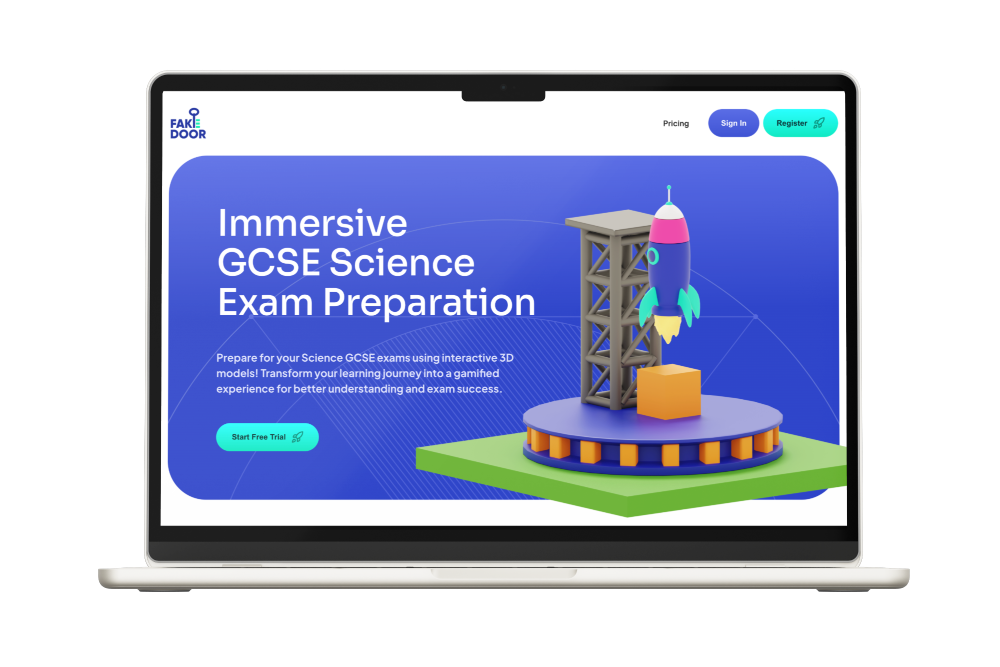 FAKE
DOOR
Pricing
Sign In
Register
Immersive
GCSE Science
Exam Preparation
Prepare for your Science GCSE exams using interactive 3D
models! Transform your learning journey into a gamified
experience for better understanding and exam success.
Start Free Trial